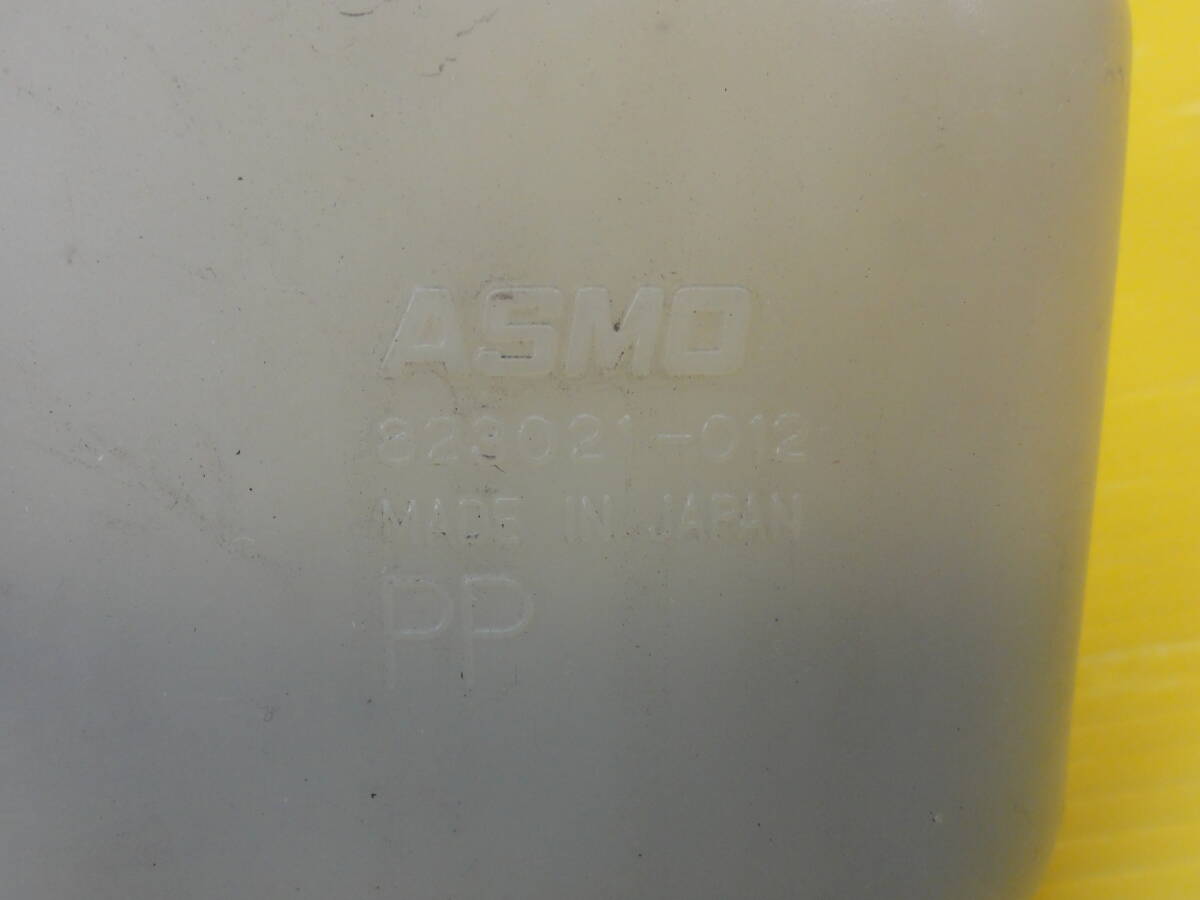 ASMO
823021-012
MADE IN JAPAN
PP